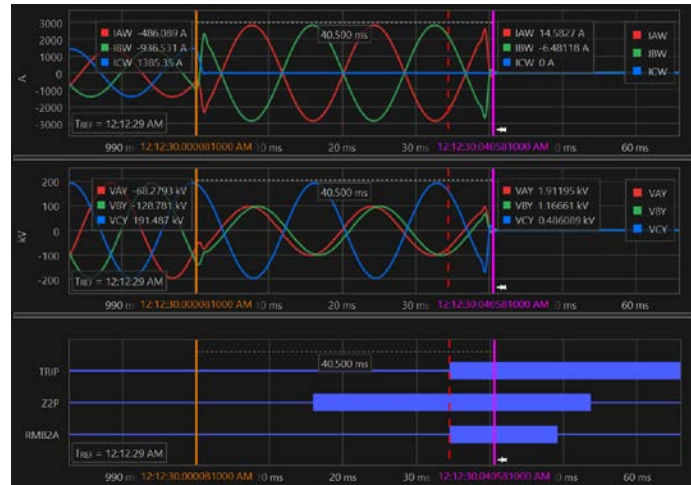 3000
2000
1000
0
-1000
-2000
-3000
A
IAW -486.089 A
IBW -936.531 A
ICW 1385.35 A
40.500 ms
IAW 14.5827 A
IBW -6.48118 A
ICW 0 A
IAW
IBW
ICW
TREF = 12:12:29 AM
990 m 12:12:30.000081000 AM 10 ms 20 ms 30 ms 12:12:30.040581000 AM 0 ms 60 ms
200
100
0
-100
-200
kV
VAY -68.2793 kV
VBY 128.781 kV
VCY 191.487 kV
40.500 ms
VAY 1.91195 kV
VBY 1.16661 kV
VCY 0.486089 kV
VAY
VBY
VCY
TREF = 12:12:29 AM
990 m 12:12:30.000081000 AM 10 ms 20 ms 30 ms 12:12:30.040581000 AM 0 ms 60 ms
40.500 ms
TRIP
Z2P
RMB2A
TREF = 12:12:29 AM
990 m 12:12:30.000081000 AM 0 ms 20 ms 30 ms 12:12:30.040581000 AM 0 ms 60 ms